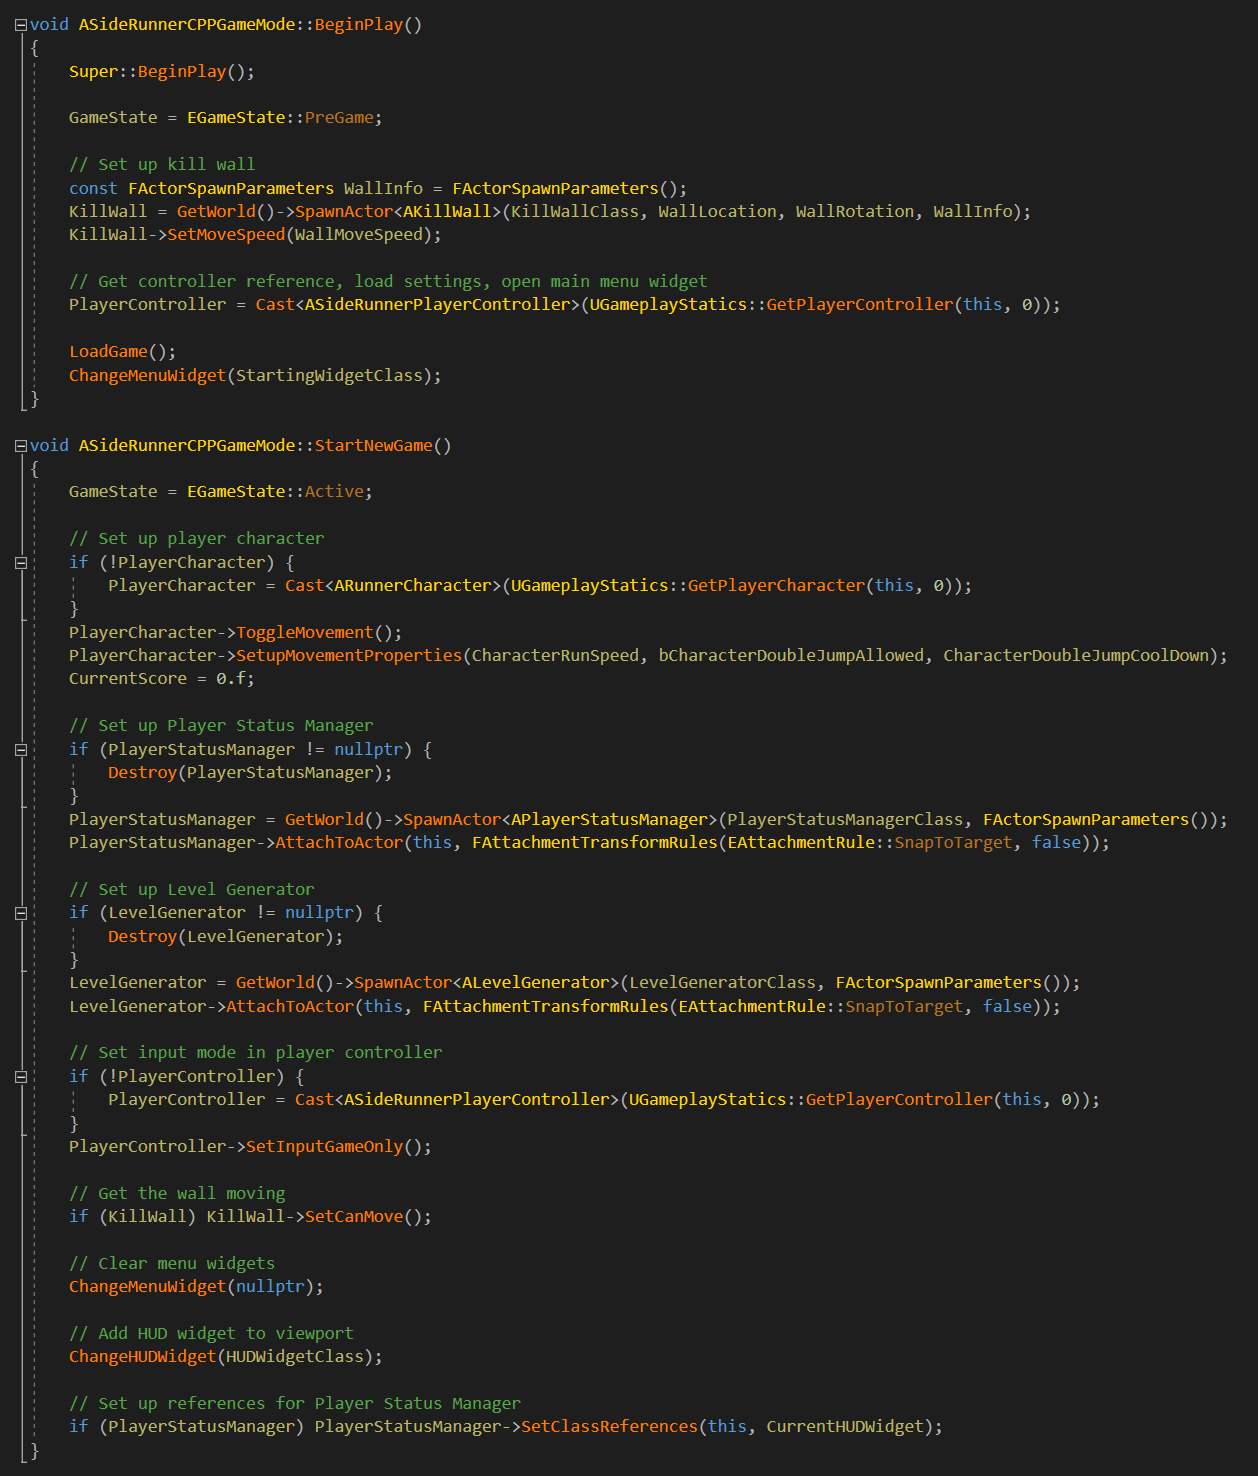 void ASideRunnerCPPGameMode::BeginPlay()
{
    Super::BeginPlay();

    GameState = EGameState::PreGame;

    // Set up kill wall
    const FActorSpawnParameters WallInfo = FActorSpawnParameters();
    KillWall = GetWorld()->SpawnActor<AKillWall>(KillWallClass, WallLocation, WallRotation, WallInfo);
    KillWall->SetMoveSpeed(WallMoveSpeed);

    // Get controller reference, load settings, open main menu widget
    PlayerController = Cast<ASideRunnerPlayerController>(UGameplayStatics::GetPlayerController(this, 0));

    LoadGame();
    ChangeMenuWidget(StartingWidgetClass);
}

void ASideRunnerCPPGameMode::StartNewGame()
{
    GameState = EGameState::Active;

    // Set up player character
    if (!PlayerCharacter) {
        PlayerCharacter = Cast<ARunnerCharacter>(UGameplayStatics::GetPlayerCharacter(this, 0));
    }
    PlayerCharacter->ToggleMovement();
    PlayerCharacter->SetupMovementProperties(CharacterRunSpeed, bCharacterDoubleJumpAllowed, CharacterDoubleJumpCoolDown);
    CurrentScore = 0.f;

    // Set up Player Status Manager
    if (PlayerStatusManager != nullptr) {
        Destroy(PlayerStatusManager);
    }
    PlayerStatusManager = GetWorld()->SpawnActor<APlayerStatusManager>(PlayerStatusManagerClass, FActorSpawnParameters());
    PlayerStatusManager->AttachToActor(this, FAttachmentTransformRules(EAttachmentRule::SnapToTarget, false));

    // Set up Level Generator
    if (LevelGenerator != nullptr) {
        Destroy(LevelGenerator);
    }
    LevelGenerator = GetWorld()->SpawnActor<ALevelGenerator>(LevelGeneratorClass, FActorSpawnParameters());
    LevelGenerator->AttachToActor(this, FAttachmentTransformRules(EAttachmentRule::SnapToTarget, false));

    // Set input mode in player controller
    if (!PlayerController) {
        PlayerController = Cast<ASideRunnerPlayerController>(UGameplayStatics::GetPlayerController(this, 0));
    }
    PlayerController->SetInputGameOnly();

    // Get the wall moving
    if (KillWall) KillWall->SetCanMove();

    // Clear menu widgets
    ChangeMenuWidget(nullptr);

    // Add HUD widget to viewport
    ChangeHUDWidget(HUDWidgetClass);

    // Set up references for Player Status Manager
    if (PlayerStatusManager) PlayerStatusManager->SetClassReferences(this, CurrentHUDWidget);
}